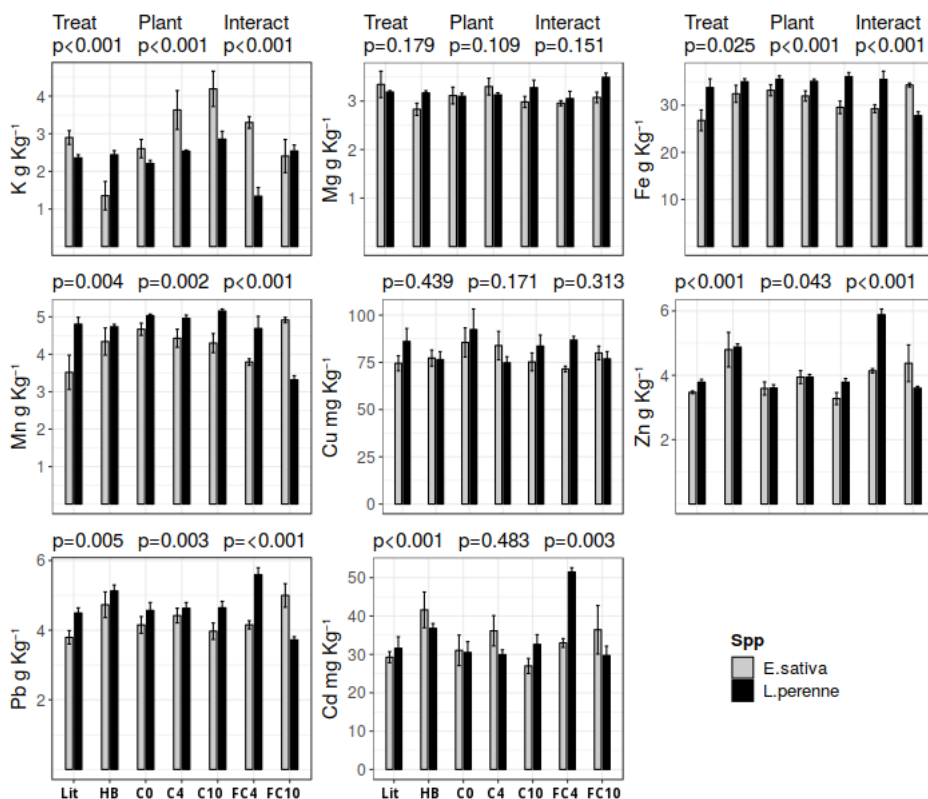 Treat Plant Interact
p<0.001 p<0.001 p<0.001
K g Kg⁻¹
4
3
2
1
Treat Plant Interact
p=0.179 p=0.109 p=0.151
Mg g Kg⁻¹
3
2
1
Treat Plant Interact
p=0.025 p<0.001 p<0.001
Fe g Kg⁻¹
30
20
10
p=0.004 p=0.002 p<0.001
Mn g Kg⁻¹
5
4
3
2
1
p=0.439 p=0.171 p=0.313
Cu mg Kg⁻¹
100
75
50
25
0
p<0.001 p=0.043 p<0.001
Zn g Kg⁻¹
6
4
2
p=0.005 p=0.003 p=<0.001
Pb g Kg⁻¹
6
4
2
Lit HB C0 C4 C10 FC4 FC10
p<0.001 p=0.483 p=0.003
Cd mg Kg⁻¹
50
40
30
20
10
0
Lit HB C0 C4 C10 FC4 FC10
Spp
E.sativa
L.perenne